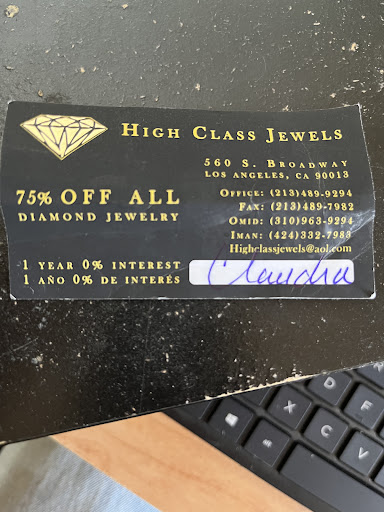 HIGH CLASS JEWELS
560 S. BROADWAY
LOS ANGELES, CA 90013
75% OFF ALL
DIAMOND JEWELRY
OFFICE: (213)489-9294
FAX: (213)489-7982
OMID: (310)963-9294
IMAN: (424)332-7983
Highclassjewels@aol.com
1 YEAR 0% INTEREST
1 AÑO 0% DE INTERÉS
Claudia
D
F
X
C
V